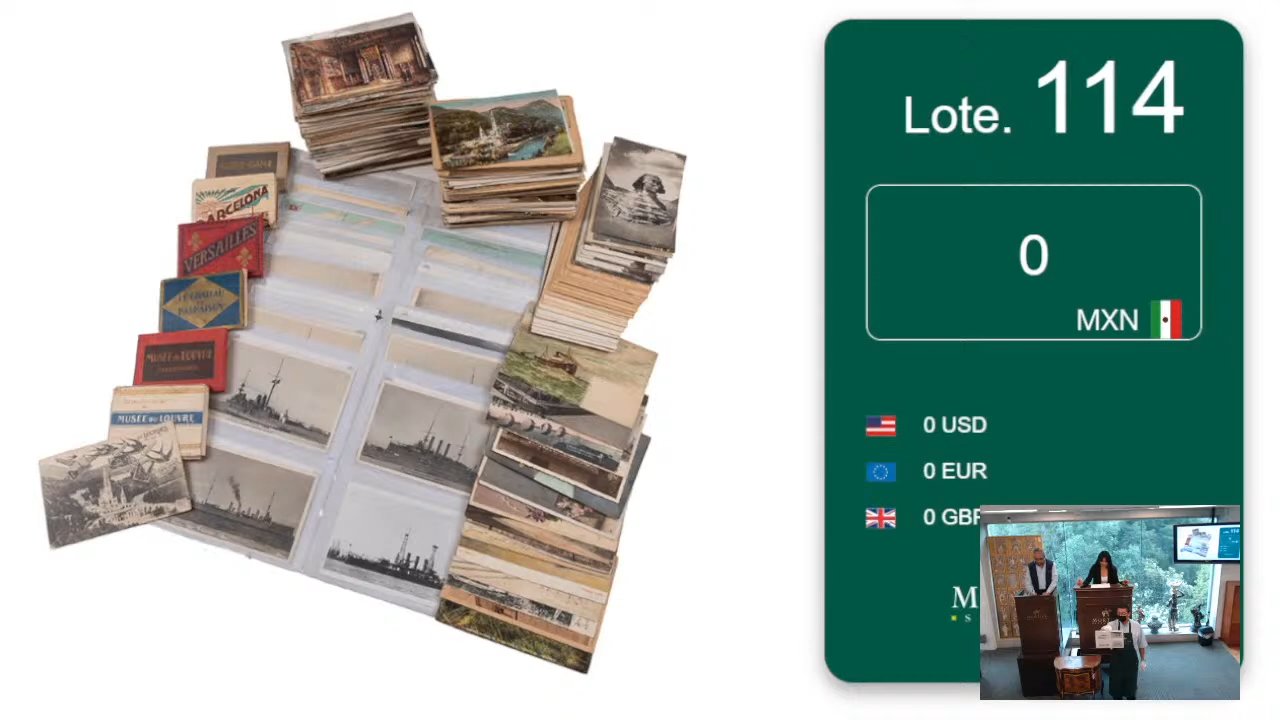 Lote. 114
0
MXN
0 USD
0 EUR
0 GBP
M
S
BARCELONA
VERSAILLES
MUSÉE DU LOUVRE
MUSÉE DU LOUVRE